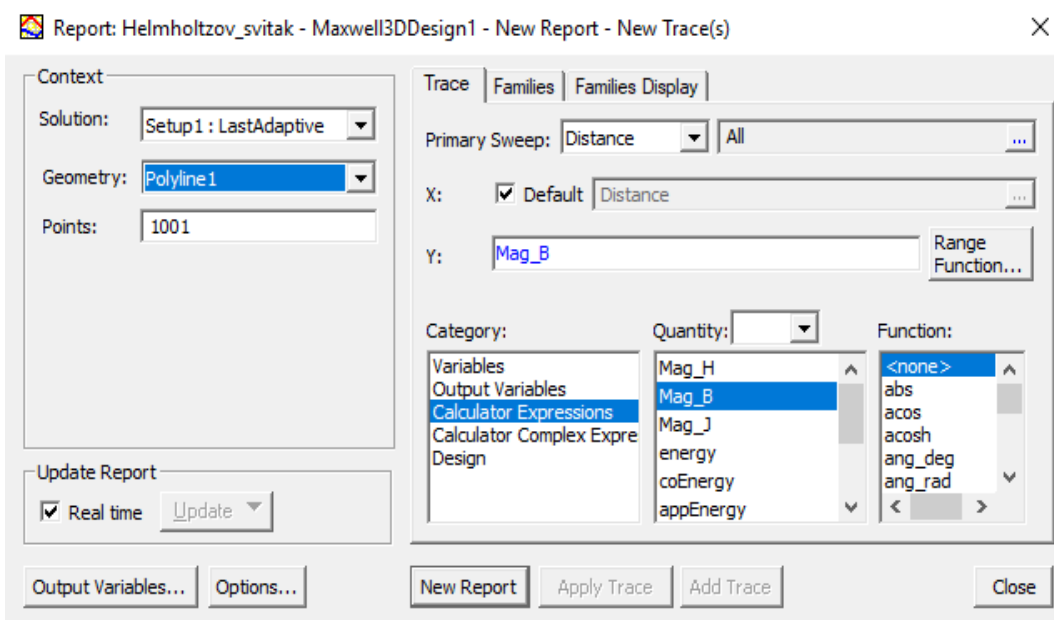 Report: Helmholtzov_svitak - Maxwell3DDesign1 - New Report - New Trace(s)
Context
Solution: Setup1 : LastAdaptive
Geometry: Polyline1
Points: 1001
Update Report
Real time Update
Output Variables... Options...
Trace Families Families Display
Primary Sweep: Distance All ...
X: Default Distance ...
Y: Mag_B Range Function...
Category:
Variables
Output Variables
Calculator Expressions
Calculator Complex Expre
Design
Quantity:
Mag_H
Mag_B
Mag_J
energy
coEnergy
appEnergy
Function:
<none>
abs
acos
acosh
ang_deg
ang_rad
New Report Apply Trace Add Trace Close